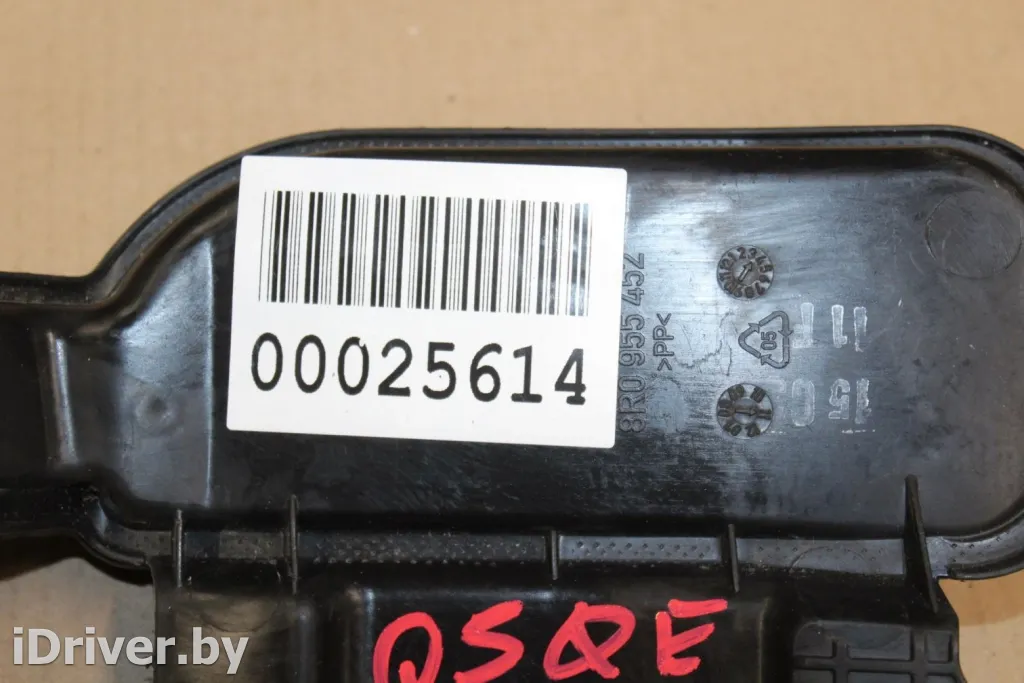 00025614
8R0 955 452
>PP<
05
QSQE
iDriver.by